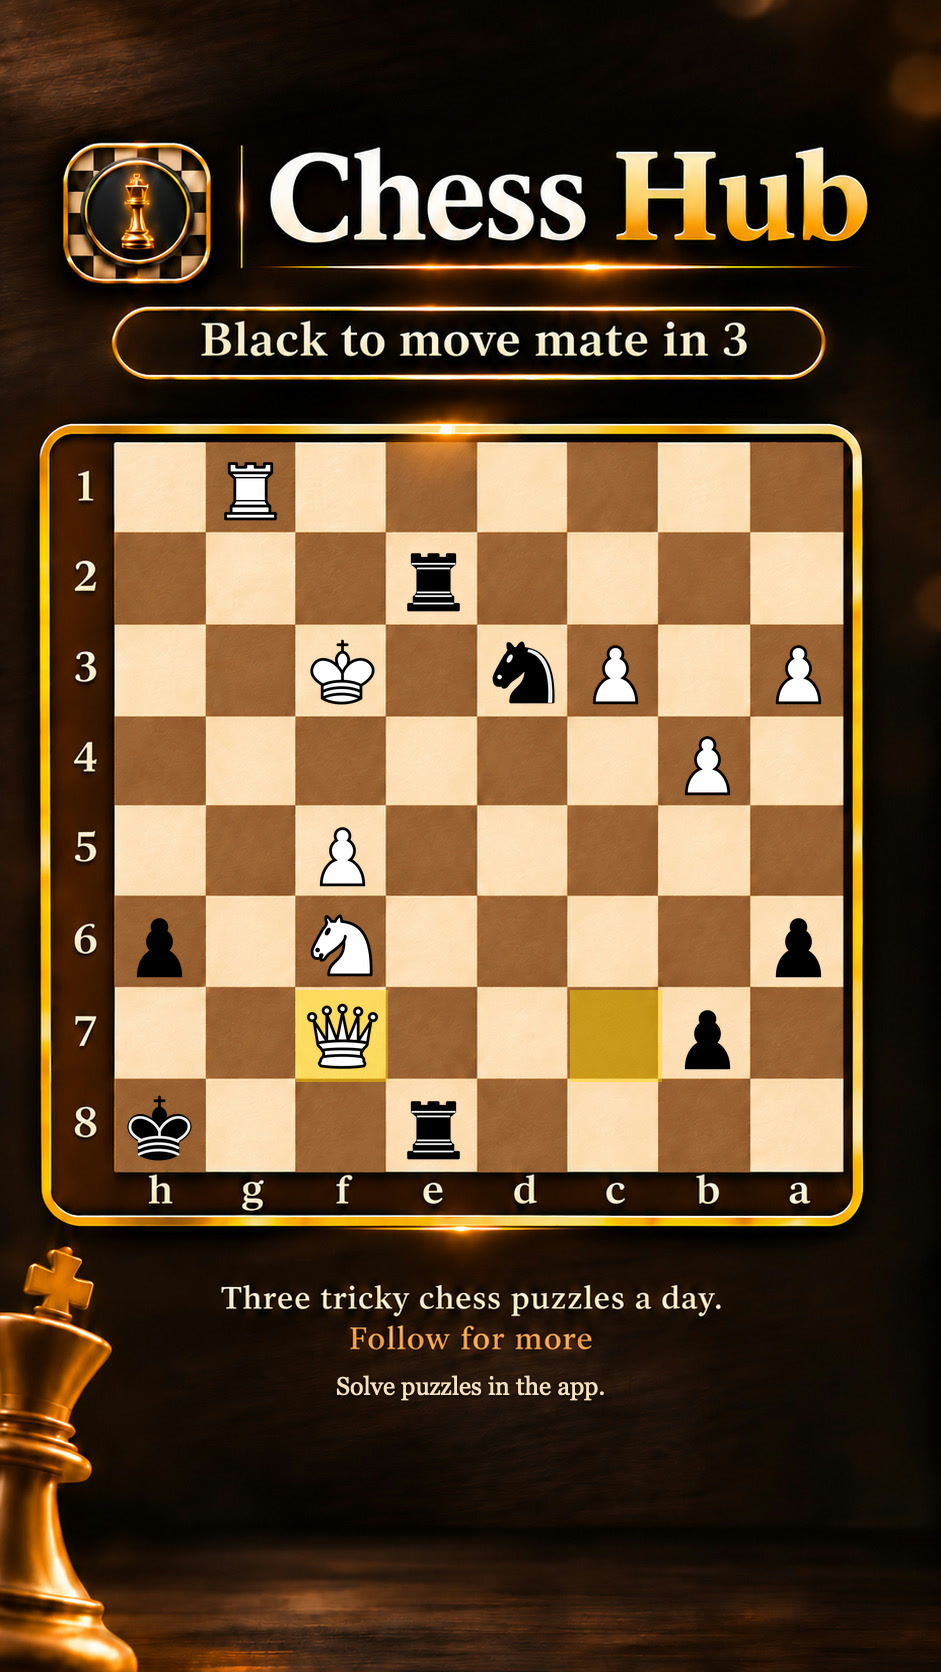 Chess Hub
Black to move mate in 3
1
2
3
4
5
6
7
8
h g f e d c b a
Three tricky chess puzzles a day.
Follow for more
Solve puzzles in the app.